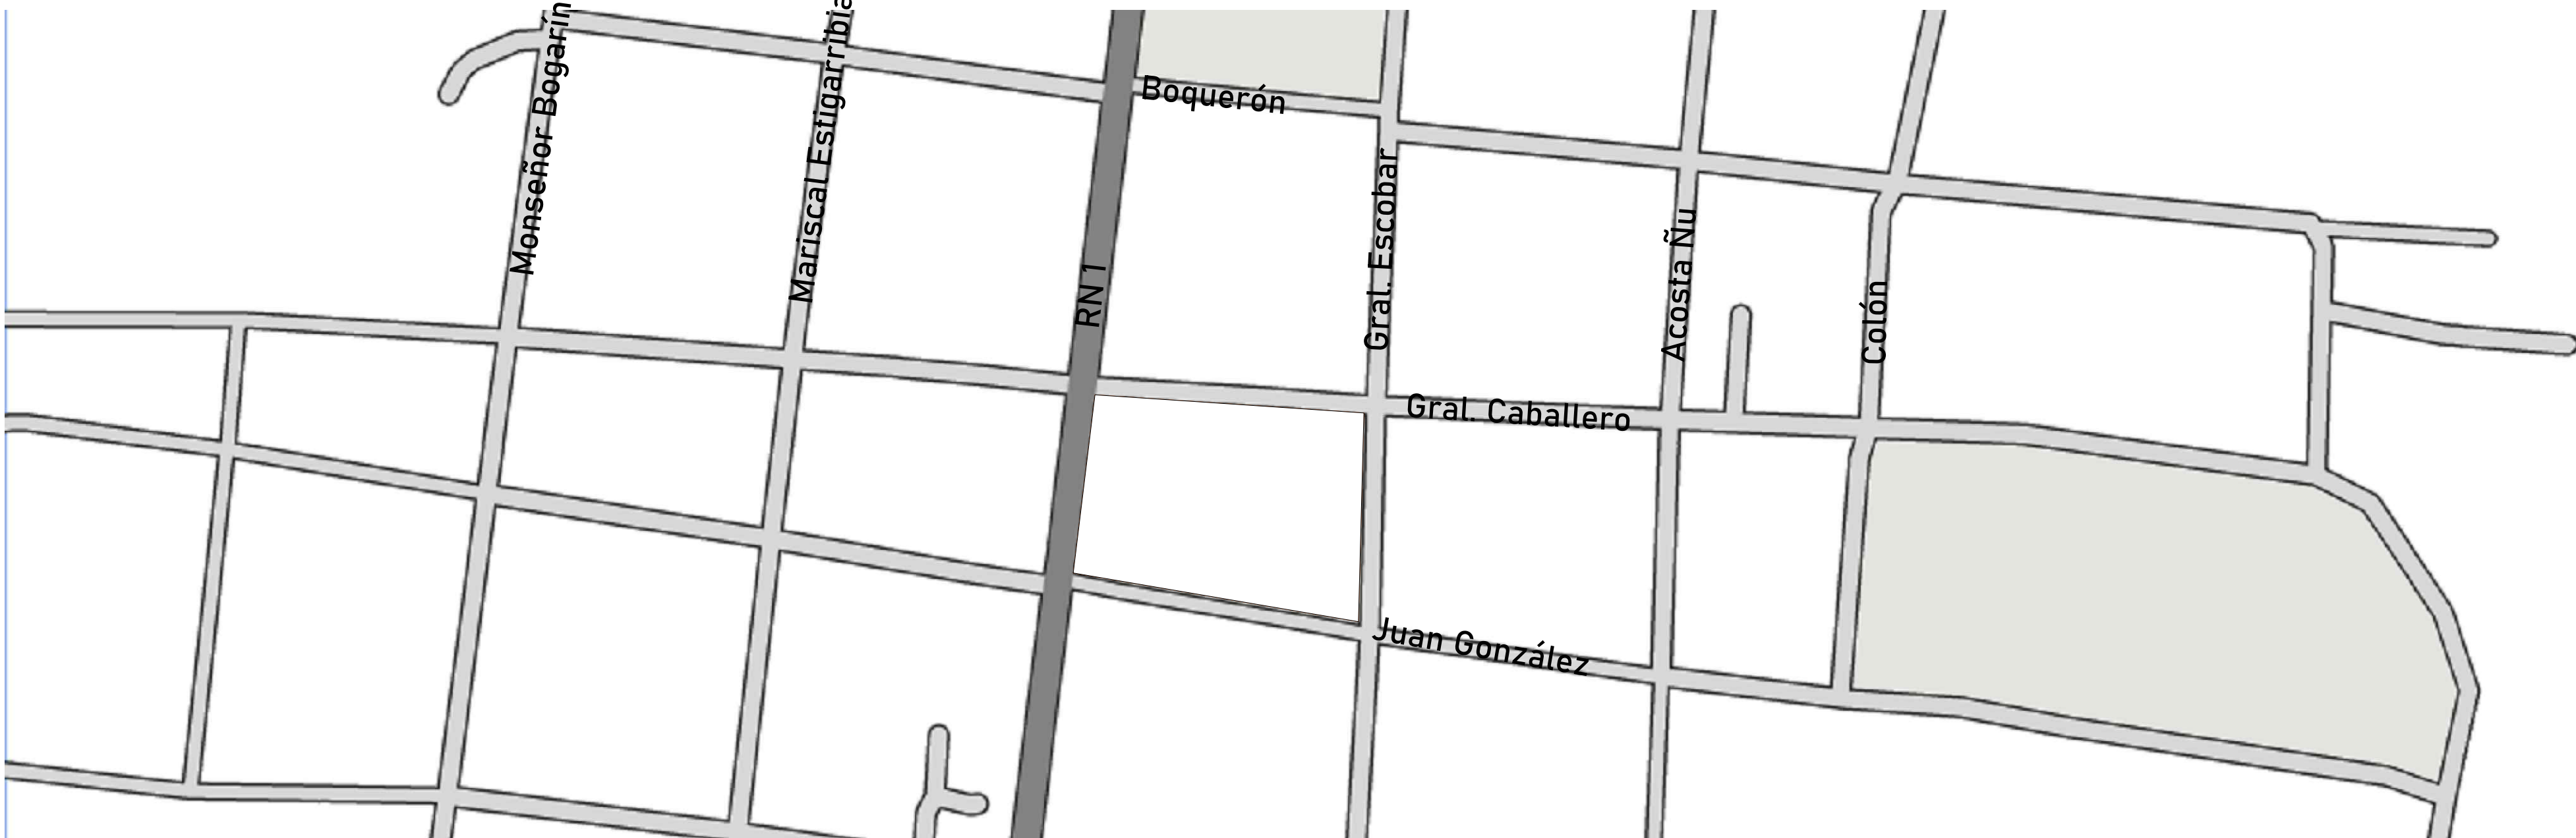 Monseñor Bogarín
Mariscal Estigarribia
Boquerón
RN 1
Gral. Escobar
Acosta Ñu
Colón
Gral. Caballero
Juan González